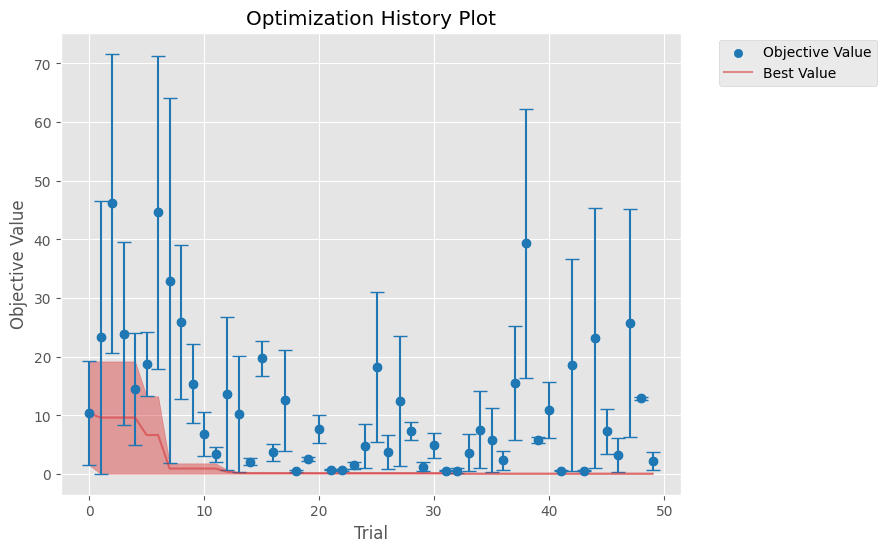 Optimization History Plot
Objective Value
Best Value
Objective Value
70
60
50
40
30
20
10
0
0 10 20 30 40 50
Trial